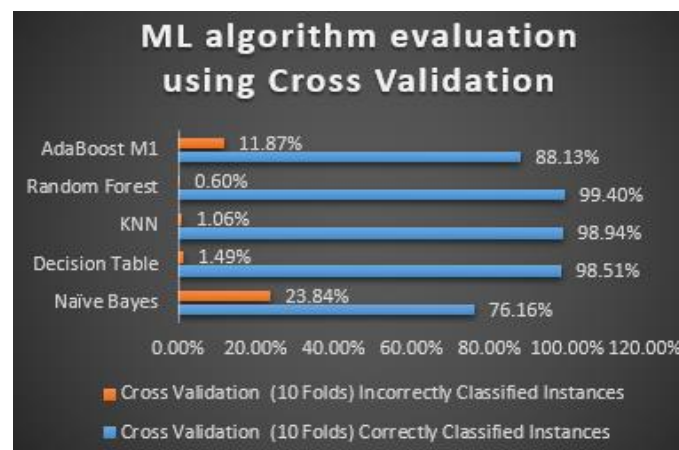 ML algorithm evaluation
using Cross Validation
AdaBoost M1
11.87%
88.13%
Random Forest
0.60%
99.40%
KNN
1.06%
98.94%
Decision Table
1.49%
98.51%
Naïve Bayes
23.84%
76.16%
0.00% 20.00% 40.00% 60.00% 80.00% 100.00% 120.00%
Cross Validation (10 Folds) Incorrectly Classified Instances
Cross Validation (10 Folds) Correctly Classified Instances